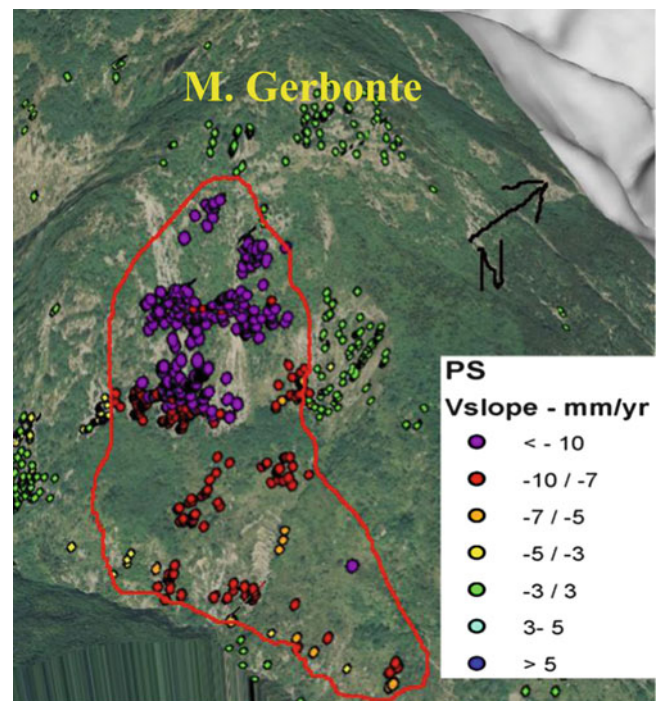 M. Gerbonte
N
PS
Vslope - mm/yr
< - 10
-10 / -7
-7 / -5
-5 / -3
-3 / 3
3- 5
> 5